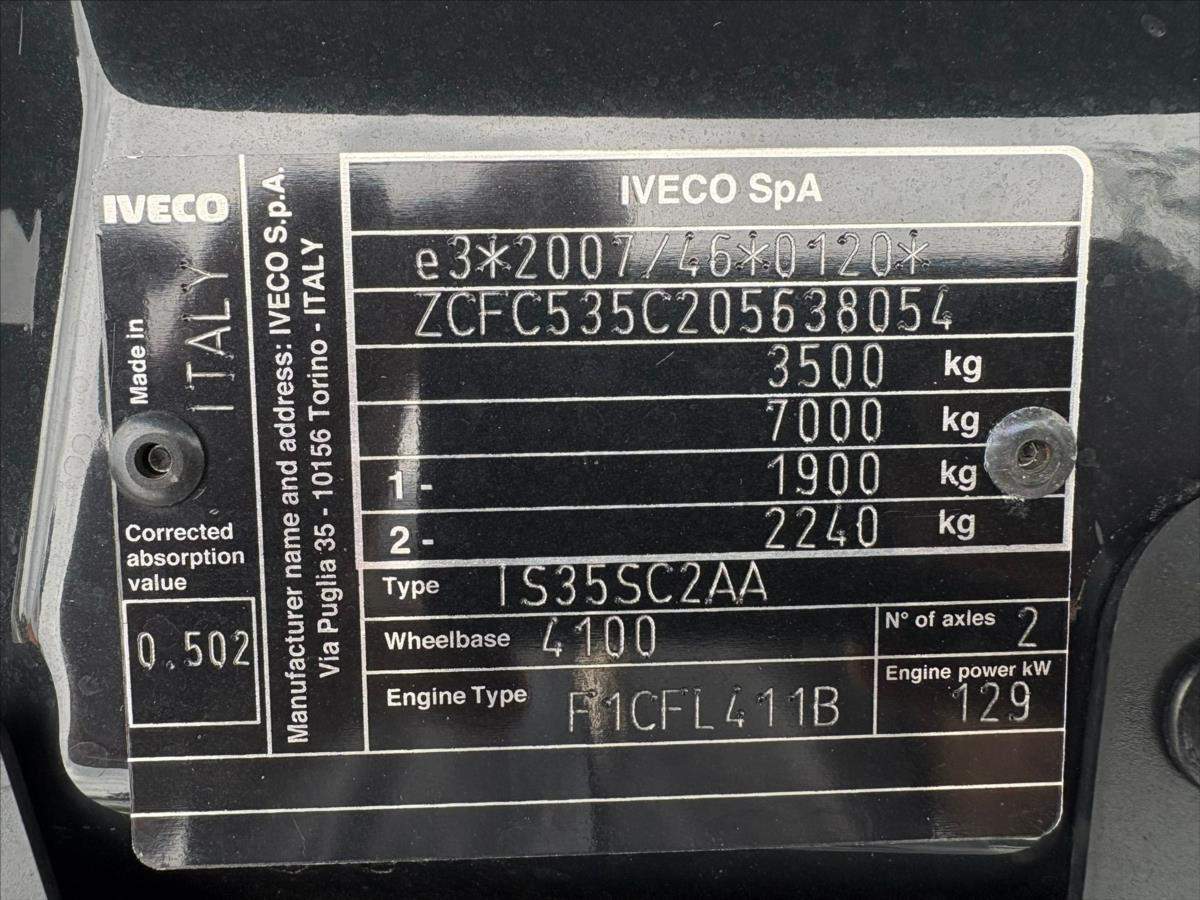 IVECO
Made in
ITALY
Corrected
absorption
value
0.502
Manufacturer name and address: IVECO S.p.A.
Via Puglia 35 - 10156 Torino - ITALY
IVECO SpA
e3*2007/46*0120*
ZCFC535C205638054
3500 kg
7000 kg
1 - 1900 kg
2 - 2240 kg
Type IS35SC2AA
Wheelbase 4100
N° of axles 2
Engine Type F1CFL411B
Engine power kW
129